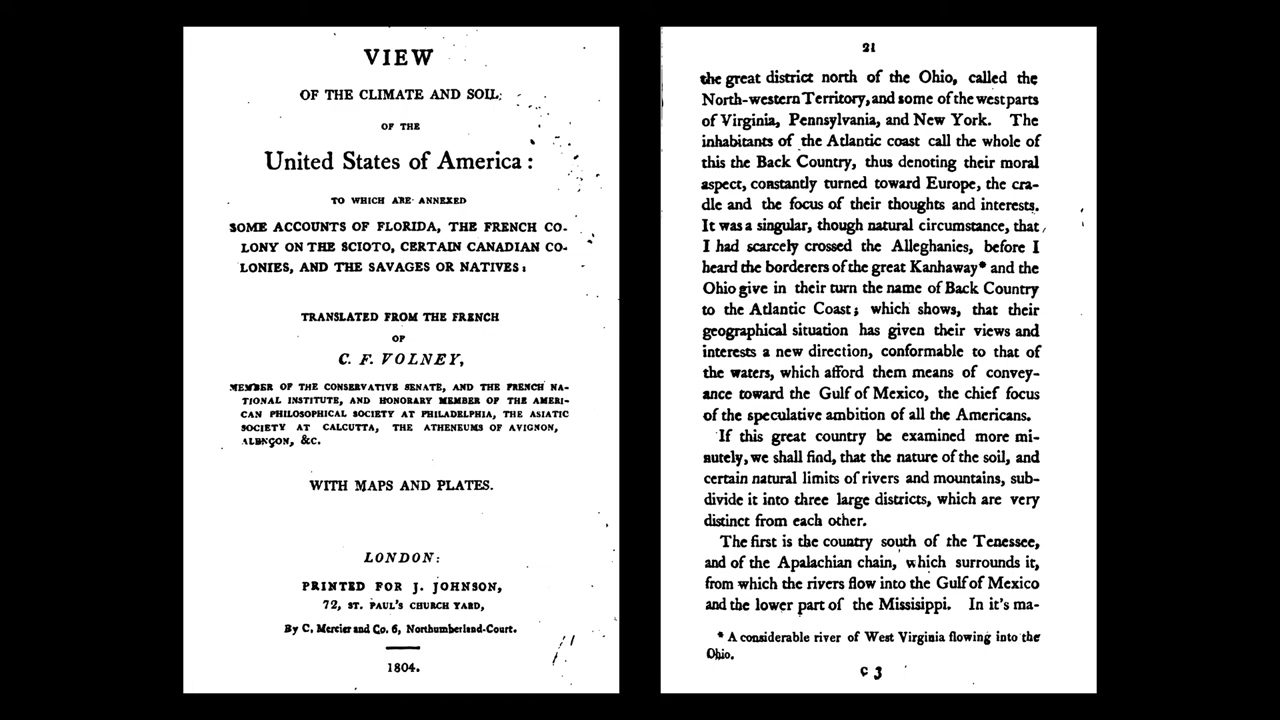 VIEW
OF THE CLIMATE AND SOIL:
OF THE
United States of America:
TO WHICH ARE ANNEXED
SOME ACCOUNTS OF FLORIDA, THE FRENCH CO-
LONY ON THE SCIOTO, CERTAIN CANADIAN CO-
LONIES, AND THE SAVAGES OR NATIVES:
TRANSLATED FROM THE FRENCH
OF
C. F. VOLNEY,
MEMBER OF THE CONSERVATIVE SENATE, AND THE FRENCH NA-
TIONAL INSTITUTE, AND HONORARY MEMBER OF THE AMERI-
CAN PHILOSOPHICAL SOCIETY AT PHILADELPHIA, THE ASIATIC
SOCIETY AT CALCUTTA, THE ATHENEUMS OF AVIGNON,
ALENÇON, &C.
WITH MAPS AND PLATES.
LONDON:
PRINTED FOR J. JOHNSON,
72, ST. PAUL'S CHURCH YARD,
By C. Mercier and Co. 6, Northumberland-Court.
1804.
21
the great district north of the Ohio, called the
North-western Territory, and some of the west parts
of Virginia, Pennsylvania, and New York. The
inhabitants of the Atlantic coast call the whole of
this the Back Country, thus denoting their moral
aspect, constantly turned toward Europe, the cra-
dle and the focus of their thoughts and interests.
It was a singular, though natural circumstance, that
I had scarcely crossed the Alleghanies, before I
heard the borderers of the great Kanhaway* and the
Ohio give in their turn the name of Back Country
to the Atlantic Coast; which shows, that their
geographical situation has given their views and
interests a new direction, conformable to that of
the waters, which afford them means of convey-
ance toward the Gulf of Mexico, the chief focus
of the speculative ambition of all the Americans.
If this great country be examined more mi-
nutely, we shall find, that the nature of the soil, and
certain natural limits of rivers and mountains, sub-
divide it into three large districts, which are very
distinct from each other.
The first is the country south of the Tenessee,
and of the Apalachian chain, which surrounds it,
from which the rivers flow into the Gulf of Mexico
and the lower part of the Missisippi. In it's ma-
* A considerable river of West Virginia flowing into the
Ohio.
C 3